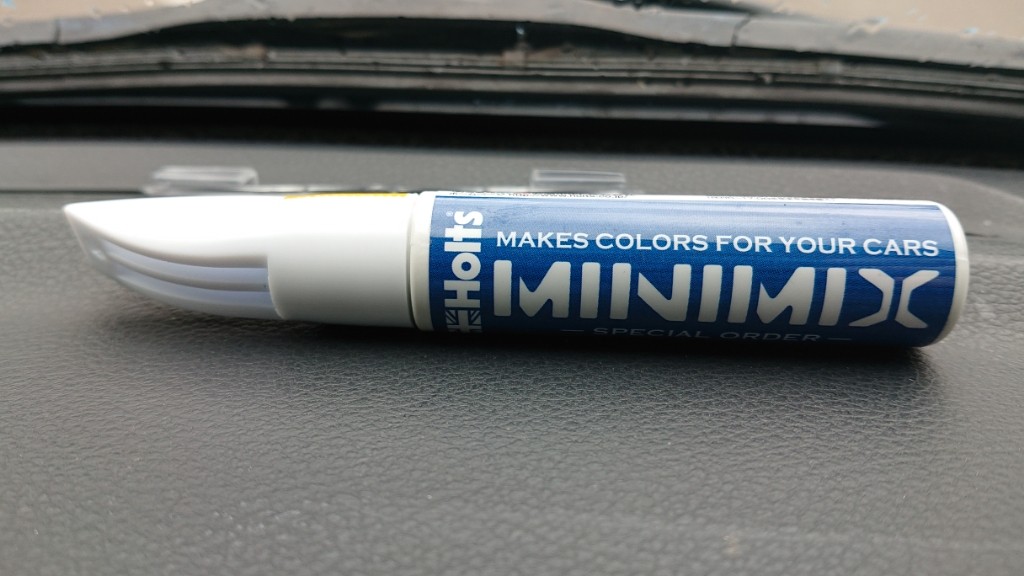 Holts
MAKES COLORS FOR YOUR CARS
MINIMIX
— SPECIAL ORDER —